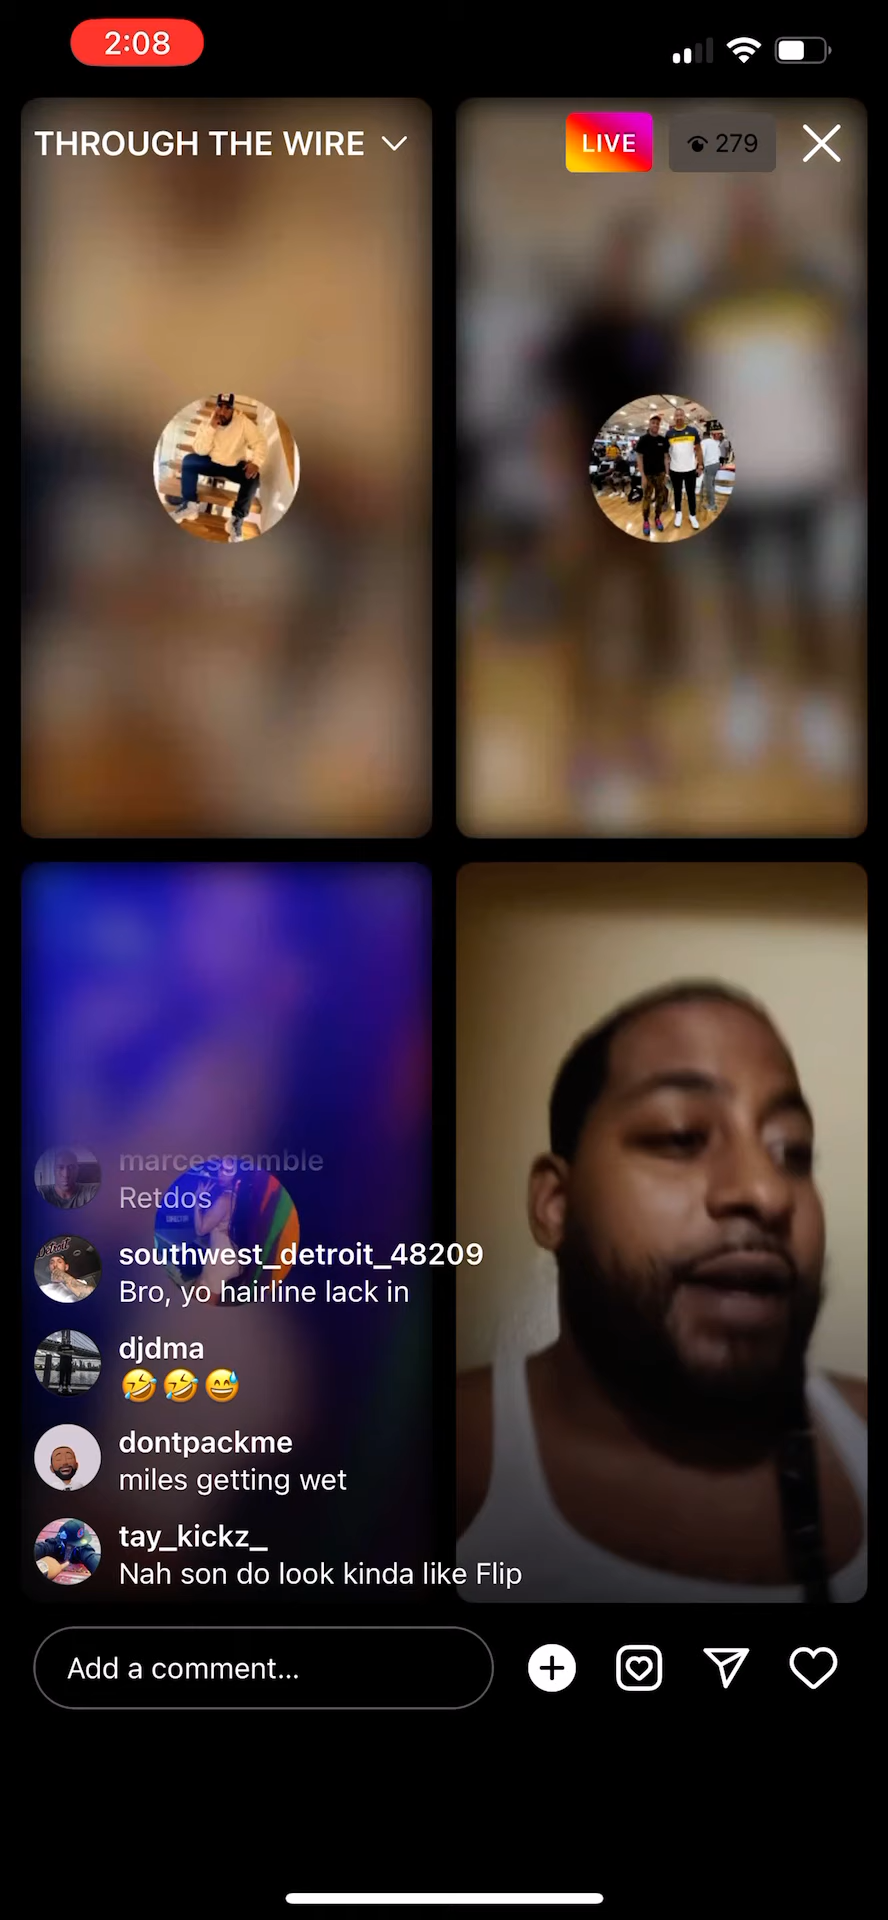 2:08
THROUGH THE WIRE
LIVE
279
marcesgamble
Retdos
southwest_detroit_48209
Bro, yo hairline lack in
djdma
🤣🤣😅
dontpackme
miles getting wet
tay_kickz_
Nah son do look kinda like Flip
Add a comment...